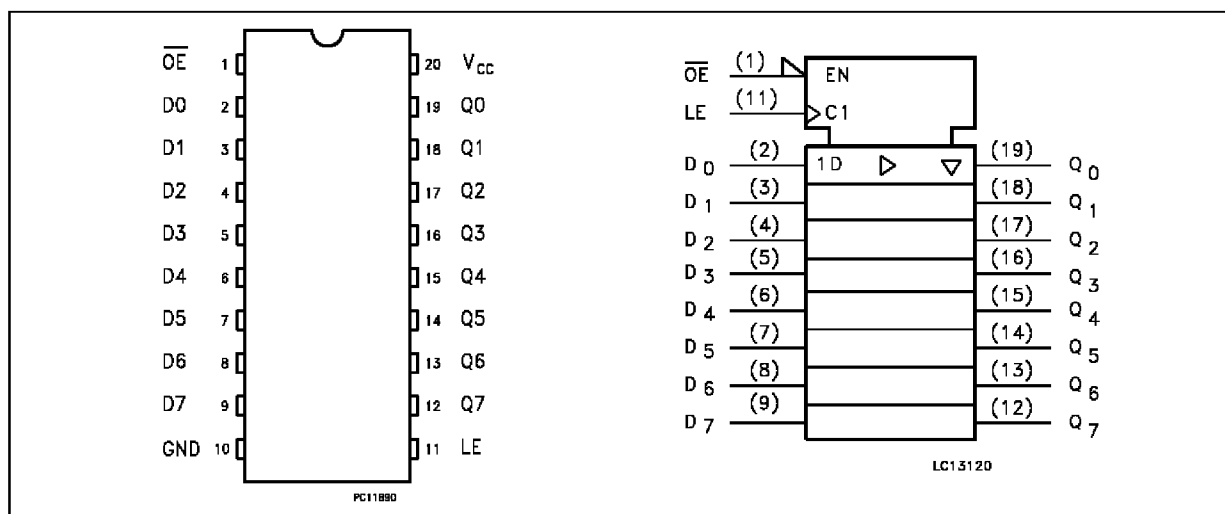 OE 1 20 VCC
D0 2 19 Q0
D1 3 18 Q1
D2 4 17 Q2
D3 5 16 Q3
D4 6 15 Q4
D5 7 14 Q5
D6 8 13 Q6
D7 9 12 Q7
GND 10 11 LE
PC11890
OE (1) EN
LE (11) C1
D0 (2) 1D (19) Q0
D1 (3) (18) Q1
D2 (4) (17) Q2
D3 (5) (16) Q3
D4 (6) (15) Q4
D5 (7) (14) Q5
D6 (8) (13) Q6
D7 (9) (12) Q7
LC13120